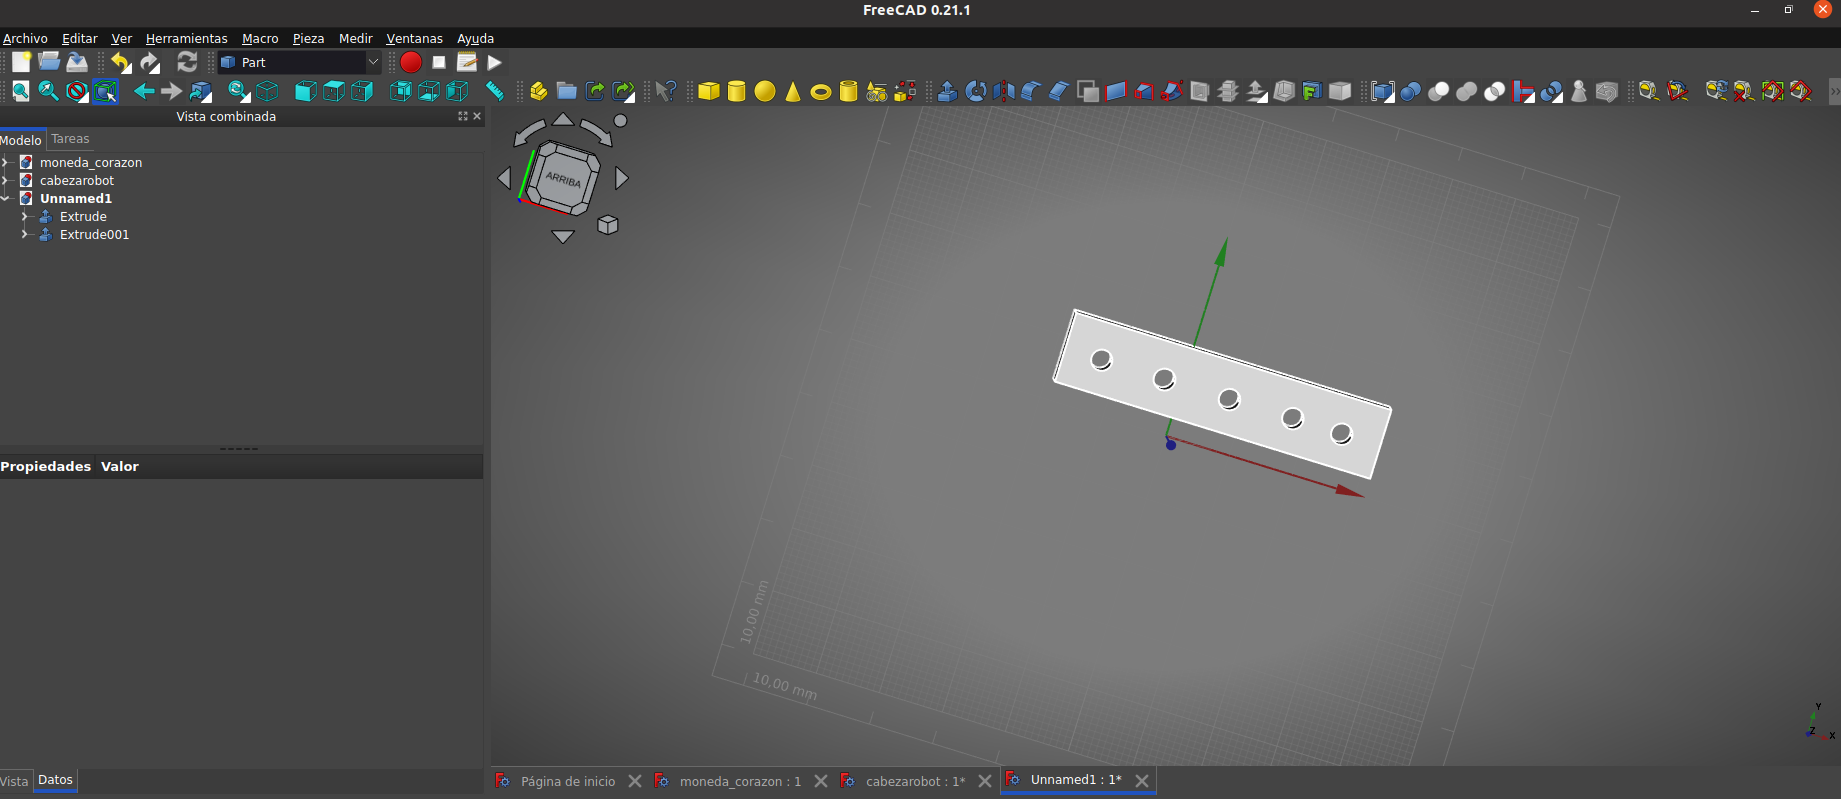 FreeCAD 0.21.1
Archivo Editar Ver Herramientas Macro Pieza Medir Ventanas Ayuda
Part
Vista combinada
Modelo Tareas
moneda_corazon
cabezarobot
Unnamed1
Extrude
Extrude001
Propiedades Valor
Vista Datos
ARRIBA
10,00 mm
10,00 mm
Y
Z
X
Página de inicio moneda_corazon : 1 cabezarobot : 1* Unnamed1 : 1*